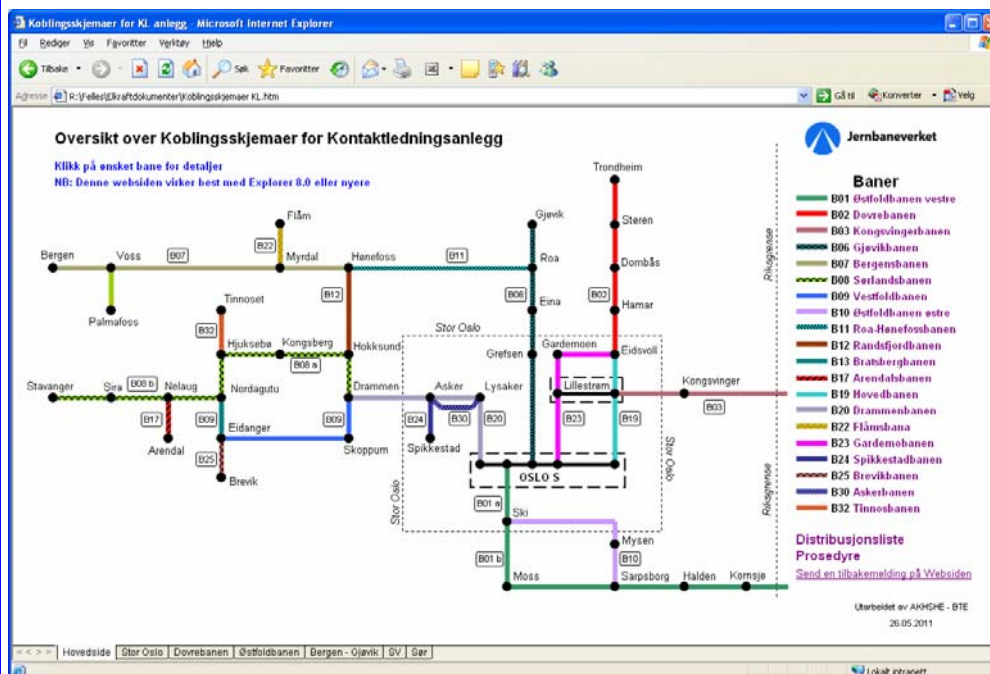 Koblingsskjemaer for KL anlegg - Microsoft Internet Explorer
Fil Rediger Vis Favoritter Verktøy Hjelp
Tilbake Søk Favoritter
Adresse R:\Felles\Elkraftdokumenter\Koblingsskjemaer KL.htm Gå til Konverter Velg
Oversikt over Koblingsskjemaer for Kontaktledningsanlegg
Klikk på ønsket bane for detaljer
NB: Denne websiden virker best med Explorer 8.0 eller nyere
Jernbaneverket
Trondheim
Flåm
Gjøvik
Støren
B22
Bergen
Voss
B07
Myrdal
Hønefoss
B11
Roa
Dombås
Riksgrense
B12
B06
B02
Palmafoss
Tinnoset
Eina
Hamar
B32
Stor Oslo
Hjuksebø
Kongsberg
Hokksund
Grefsen
Gardemoen
Eidsvoll
B08 a
Stavanger
Sira
B08 b
Nelaug
Nordagutu
Drammen
Asker
Lysaker
Lillestrøm
Kongsvinger
B03
B17
B09
B09
B24
B30
B20
B23
B19
Arendal
Eidanger
Skoppum
Spikkestad
B25
Brevik
OSLO S
Stor Oslo
Stor Oslo
Riksgrense
B01 a
Ski
Mysen
B01 b
B10
Moss
Sarpsborg
Halden
Kornsjø
Baner
B01 Østfoldbanen vestre
B02 Dovrebanen
B03 Kongsvingerbanen
B06 Gjøvikbanen
B07 Bergensbanen
B08 Sørlandsbanen
B09 Vestfoldbanen
B10 Østfoldbanen østre
B11 Roa-Hønefossbanen
B12 Randsfjordbanen
B13 Bratsbergbanen
B17 Arendalsbanen
B19 Hovedbanen
B20 Drammenbanen
B22 Flåmsbana
B23 Gardemobanen
B24 Spikkestadbanen
B25 Brevikbanen
B30 Askerbanen
B32 Tinnosbanen
Distribusjonsliste
Prosedyre
Send en tilbakemelding på Websiden
Utarbeidet av AKHSHE - BTE
26.05.2011
Hovedside Stor Oslo Dovrebanen Østfoldbanen Bergen - Gjøvik SV Sør
Lokalt intranett